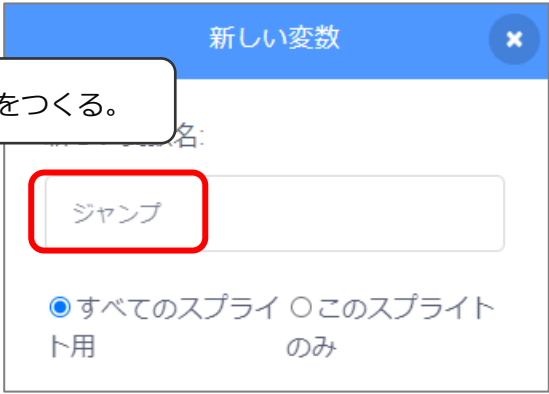 新しい変数
をつくる。
名:
ジャンプ
すべてのスプライ
ト用
このスプライト
のみ